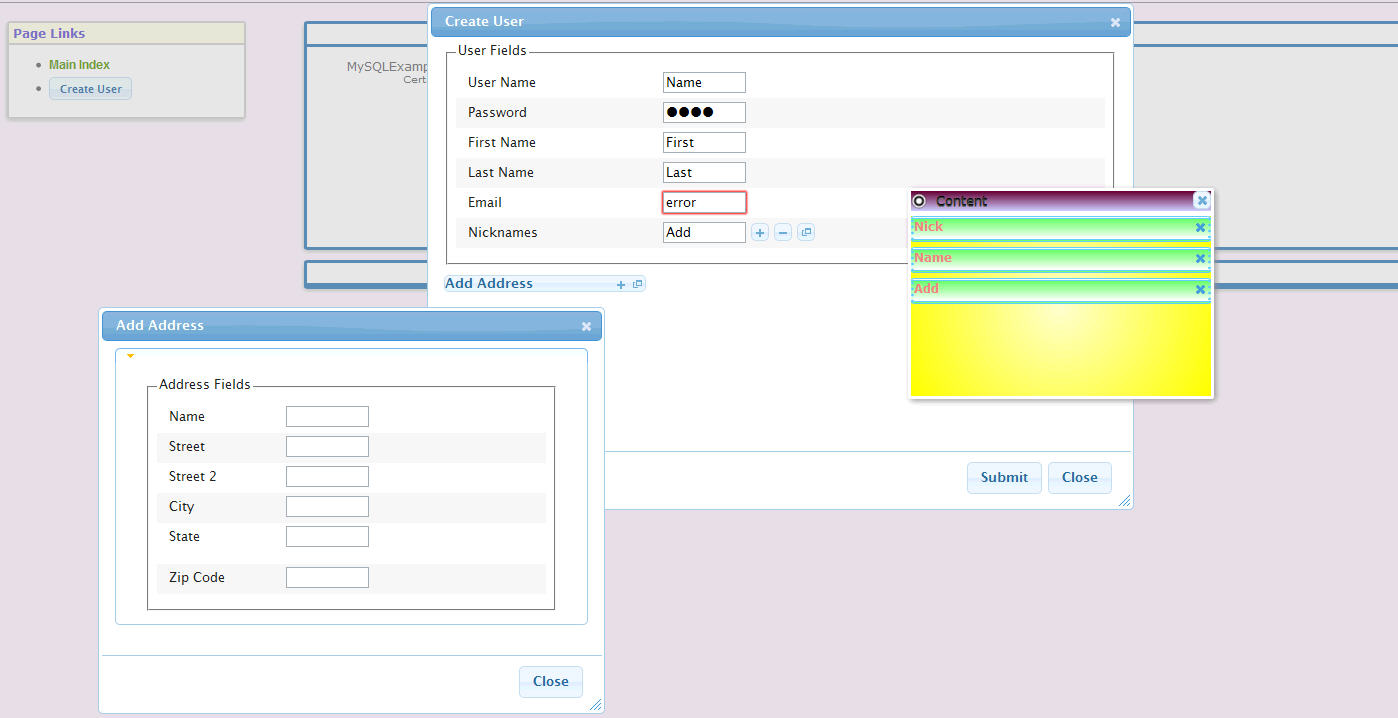 Page Links
Main Index
Create User
MySQLExamp
Cert
Create User
User Fields
User Name Name
Password ●●●●
First Name First
Last Name Last
Email error
Nicknames Add
Add Address
Submit Close
Content
Nick
Name
Add
Add Address
Address Fields
Name
Street
Street 2
City
State
Zip Code
Close